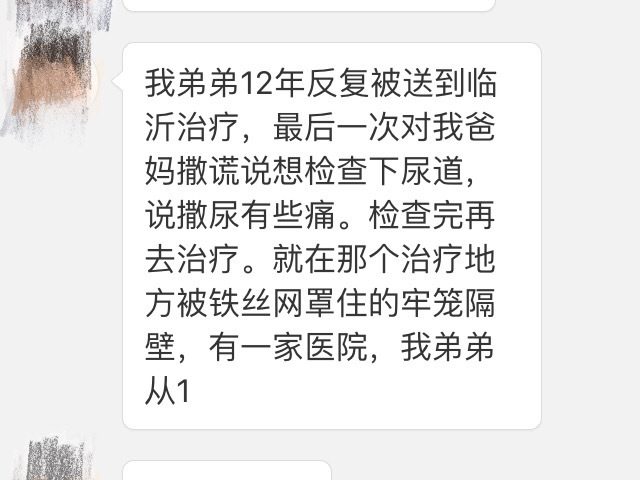 我弟弟12年反复被送到临
沂治疗，最后一次对我爸
妈撒谎说想检查下尿道，
说撒尿有些痛。检查完再
去治疗。就在那个治疗地
方被铁丝网罩住的牢笼隔
壁，有一家医院，我弟弟
从1